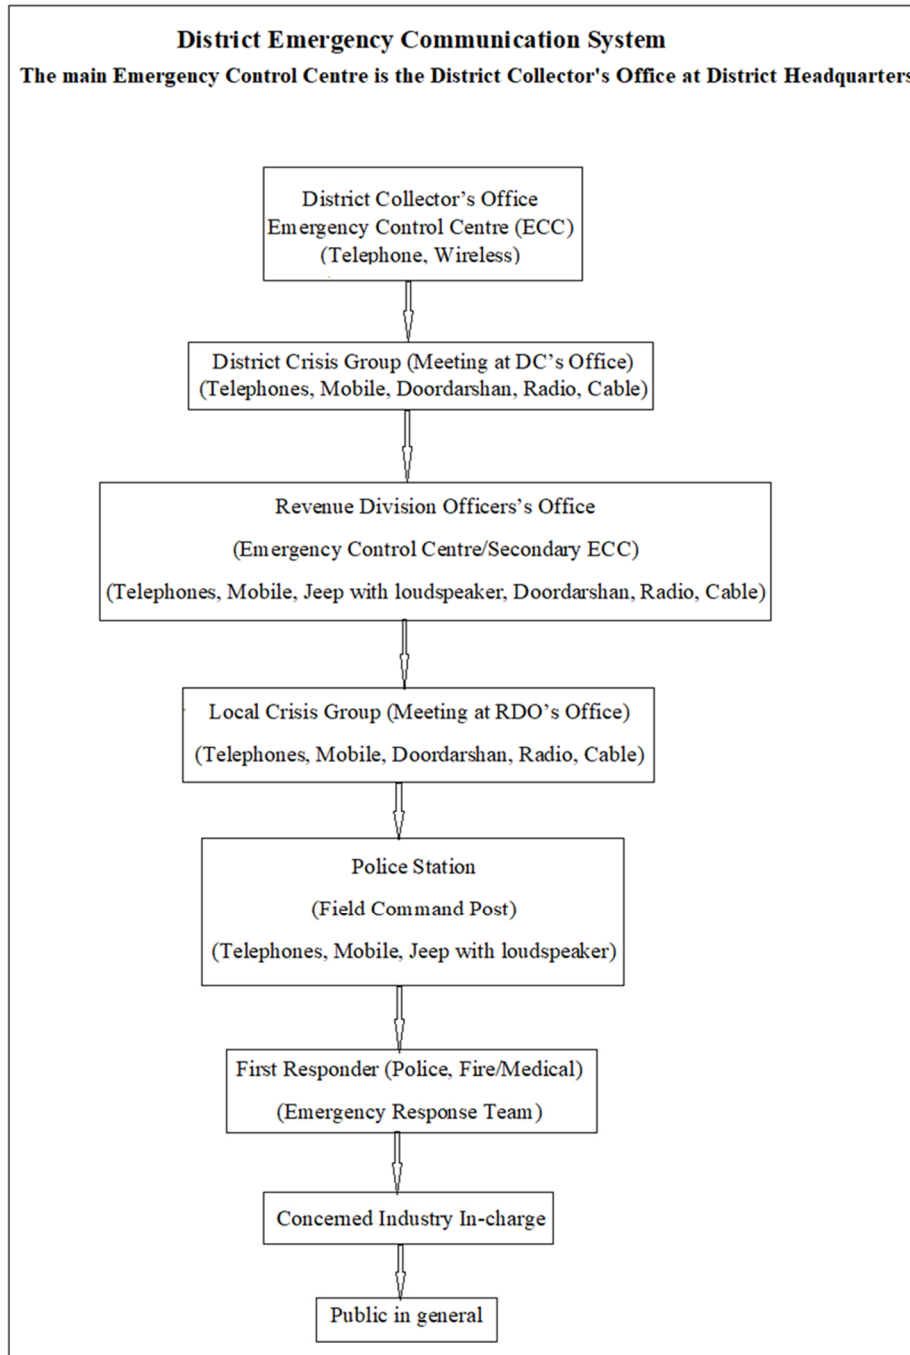 District Emergency Communication System
The main Emergency Control Centre is the District Collector's Office at District Headquarters
District Collector’s Office
Emergency Control Centre (ECC)
(Telephone, Wireless)
District Crisis Group (Meeting at DC’s Office)
(Telephones, Mobile, Doordarshan, Radio, Cable)
Revenue Division Officers’s Office
(Emergency Control Centre/Secondary ECC)
(Telephones, Mobile, Jeep with loudspeaker, Doordarshan, Radio, Cable)
Local Crisis Group (Meeting at RDO’s Office)
(Telephones, Mobile, Doordarshan, Radio, Cable)
Police Station
(Field Command Post)
(Telephones, Mobile, Jeep with loudspeaker)
First Responder (Police, Fire/Medical)
(Emergency Response Team)
Concerned Industry In-charge
Public in general